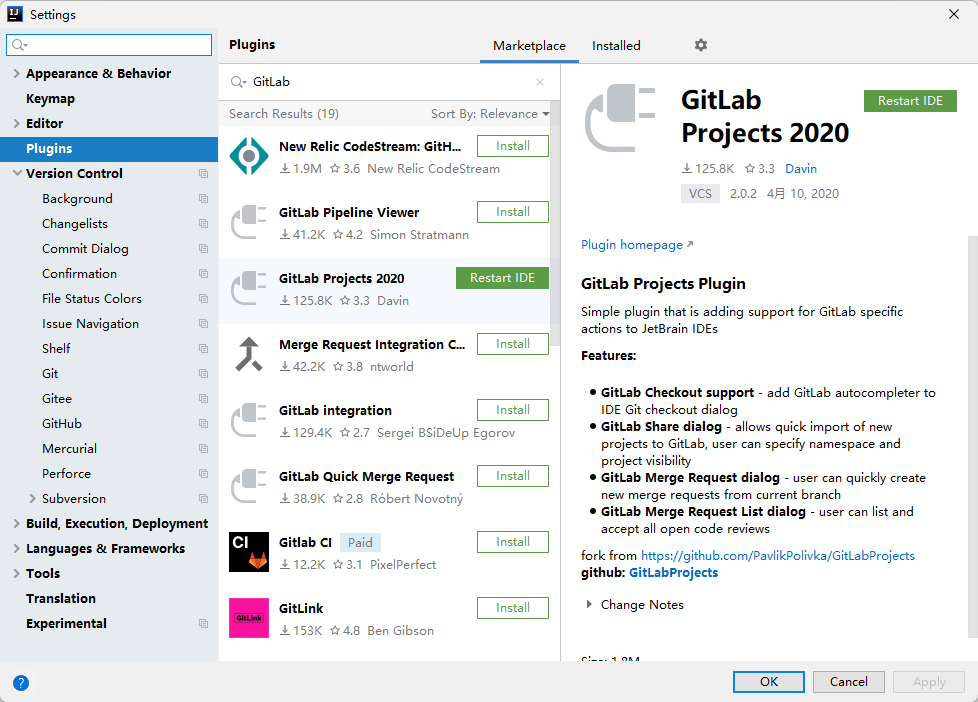 Settings
Plugins
Marketplace
Installed
Appearance & Behavior
Keymap
Editor
Plugins
Version Control
Background
Changelists
Commit Dialog
Confirmation
File Status Colors
Issue Navigation
Shelf
Git
Gitee
GitHub
Mercurial
Perforce
Subversion
Build, Execution, Deployment
Languages & Frameworks
Tools
Translation
Experimental
GitLab
Search Results (19) Sort By: Relevance
New Relic CodeStream: GitH... Install
1.9M 3.6 New Relic CodeStream
GitLab Pipeline Viewer Install
41.2K 4.2 Simon Stratmann
GitLab Projects 2020 Restart IDE
125.8K 3.3 Davin
Merge Request Integration C... Install
42.2K 3.8 ntworld
GitLab integration Install
129.4K 2.7 Sergei BSiDeUp Egorov
GitLab Quick Merge Request Install
38.9K 2.8 Róbert Novotný
CI
Gitlab CI Paid Install
12.2K 3.1 PixelPerfect
GitLink
GitLink Install
153K 4.8 Ben Gibson
GitLab
Projects 2020
Restart IDE
125.8K 3.3 Davin
VCS 2.0.2 4月 10, 2020
Plugin homepage
GitLab Projects Plugin
Simple plugin that is adding support for GitLab specific
actions to JetBrain IDEs
Features:
GitLab Checkout support - add GitLab autocompleter to
IDE Git checkout dialog
GitLab Share dialog - allows quick import of new
projects to GitLab, user can specify namespace and
project visibility
GitLab Merge Request dialog - user can quickly create
new merge requests from current branch
GitLab Merge Request List dialog - user can list and
accept all open code reviews
fork from https://github.com/PavlikPolivka/GitLabProjects
github: GitLabProjects
Change Notes
Size: 1.8M
?
OK
Cancel
Apply